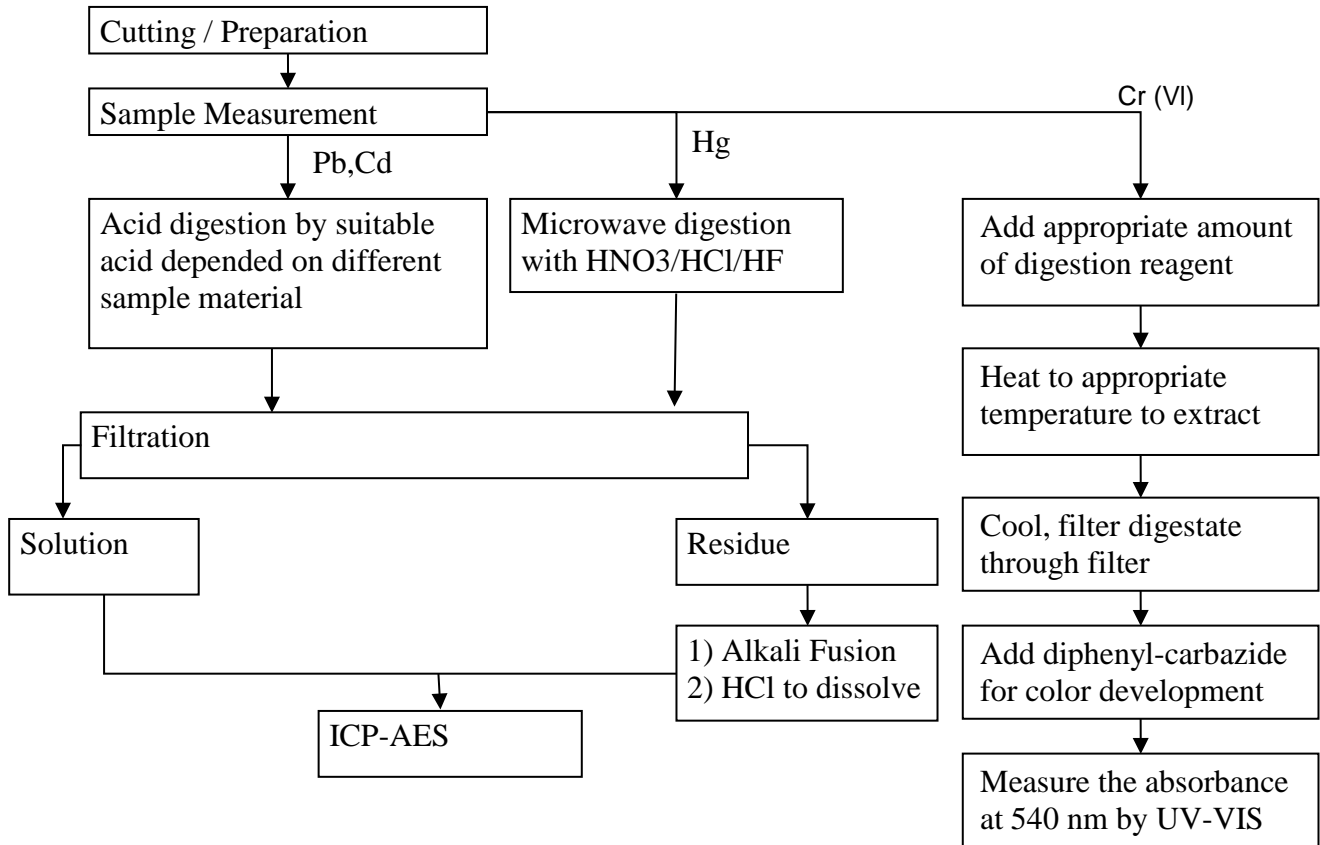 Cutting / Preparation
Sample Measurement
Cr (VI)
Hg
Pb,Cd
Acid digestion by suitable
acid depended on different
sample material
Microwave digestion
with HNO3/HCl/HF
Add appropriate amount
of digestion reagent
Heat to appropriate
temperature to extract
Filtration
Solution
Residue
Cool, filter digestate
through filter
1) Alkali Fusion
2) HCl to dissolve
Add diphenyl-carbazide
for color development
ICP-AES
Measure the absorbance
at 540 nm by UV-VIS